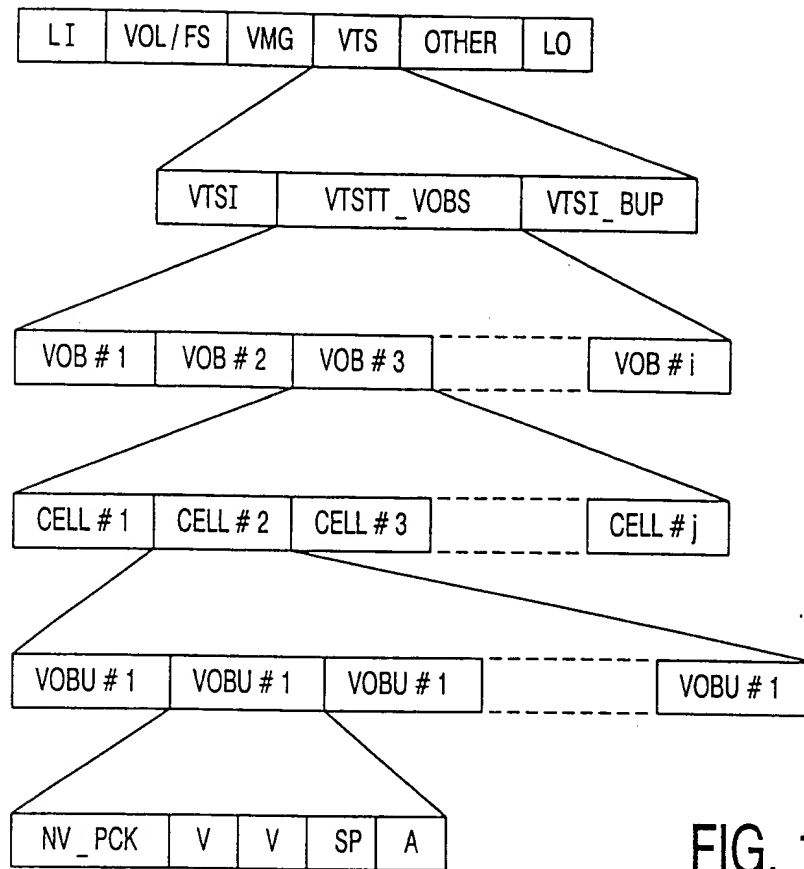 LI VOL/FS VMG VTS OTHER LO
VTSI VTSTT_VOBS VTSI_BUP
VOB # 1 VOB # 2 VOB # 3 VOB # i
CELL # 1 CELL # 2 CELL # 3 CELL # j
VOBU # 1 VOBU # 1 VOBU # 1 VOBU # 1
NV_PCK V V SP A
FIG.